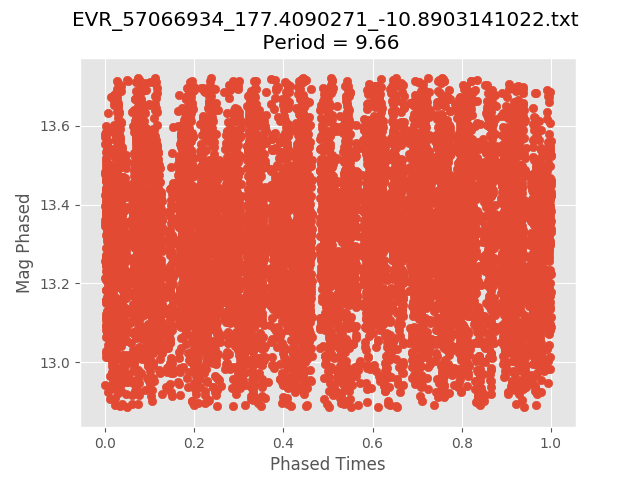 EVR_57066934_177.4090271_-10.8903141022.txt
Period = 9.66
13.6
13.4
13.2
13.0
Mag Phased
0.0 0.2 0.4 0.6 0.8 1.0
Phased Times